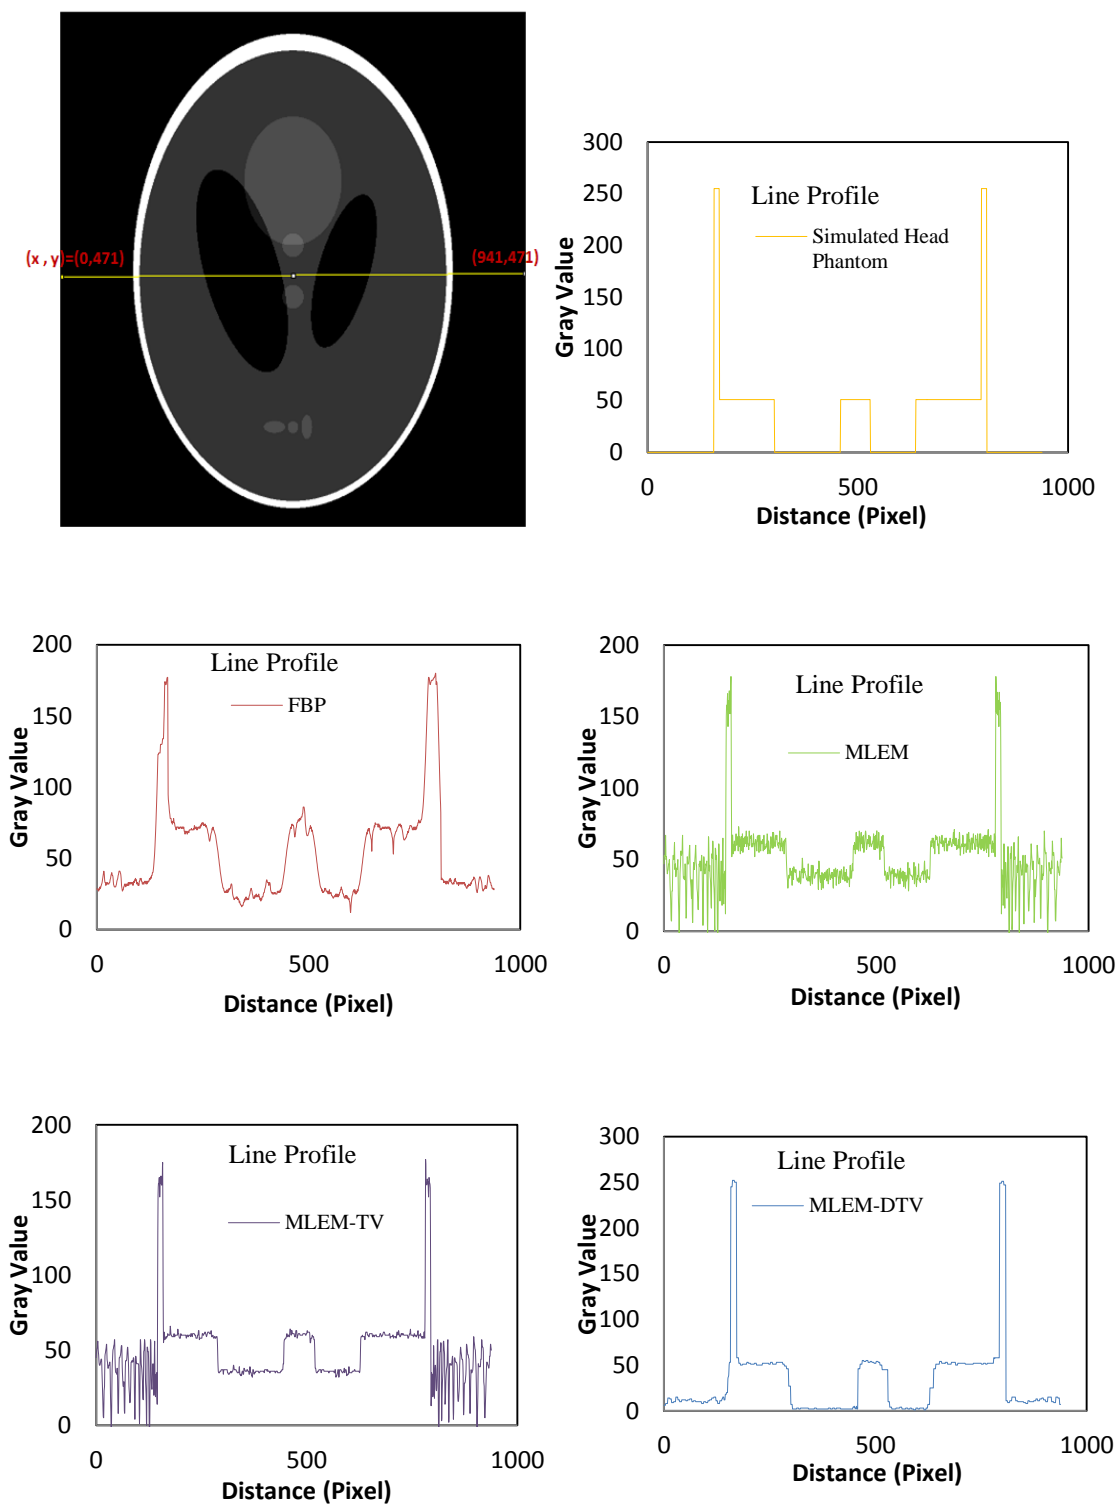 (x , y)=(0,471)
(941,471)
300
250
200
150
100
50
0
Gray Value
Line Profile
Simulated Head
Phantom
0
500
1000
Distance (Pixel)
200
150
100
50
0
Gray Value
Line Profile
FBP
0
500
1000
Distance (Pixel)
200
150
100
50
0
Gray Value
Line Profile
MLEM
0
500
1000
Distance (Pixel)
200
150
100
50
0
Gray Value
Line Profile
MLEM-TV
0
500
1000
Distance (Pixel)
300
250
200
150
100
50
0
Gray Value
Line Profile
MLEM-DTV
0
500
1000
Distance (Pixel)